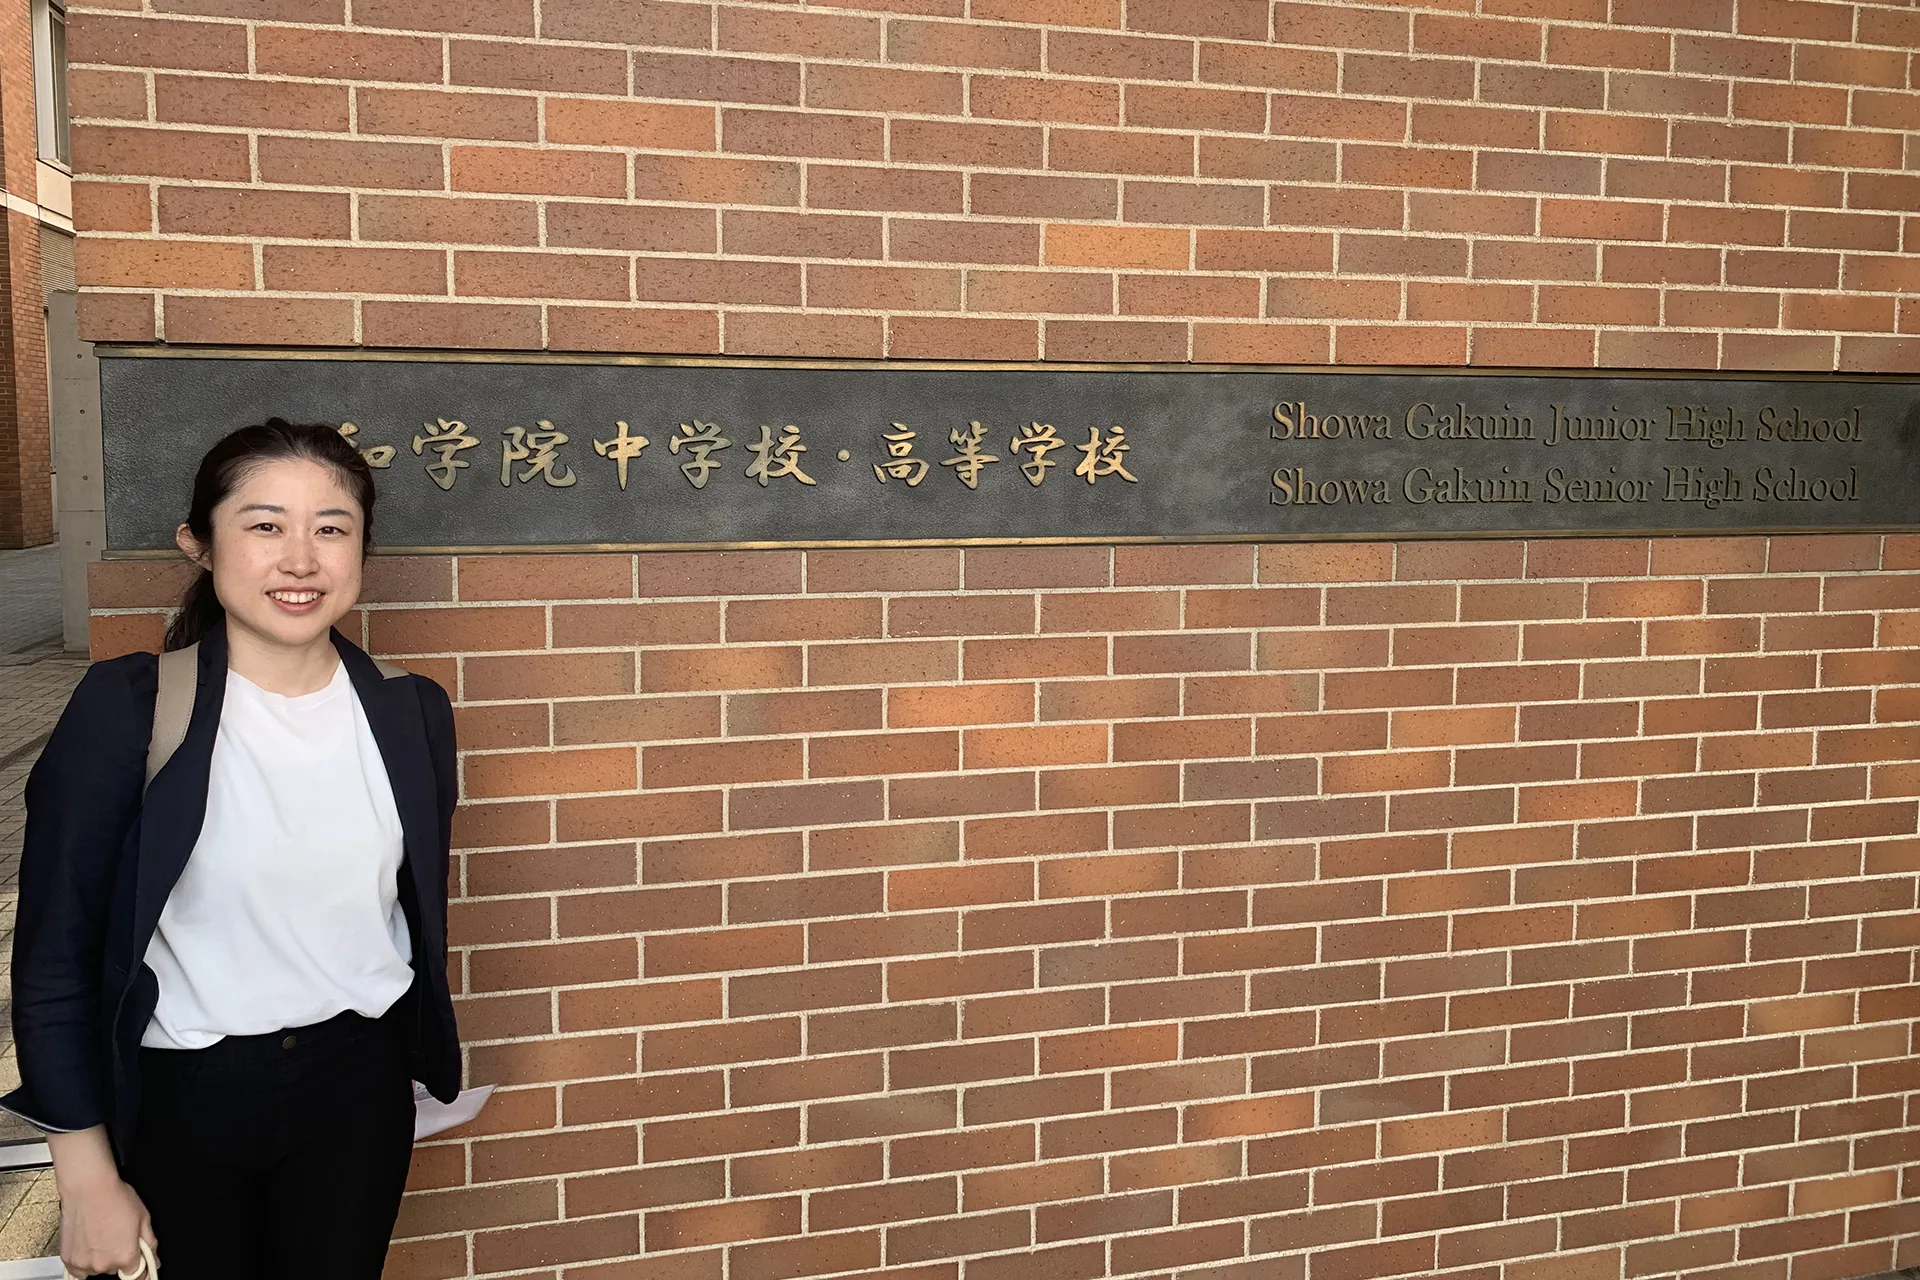 和学院中学校・高等学校
Showa Gakuin Junior High School
Showa Gakuin Senior High School